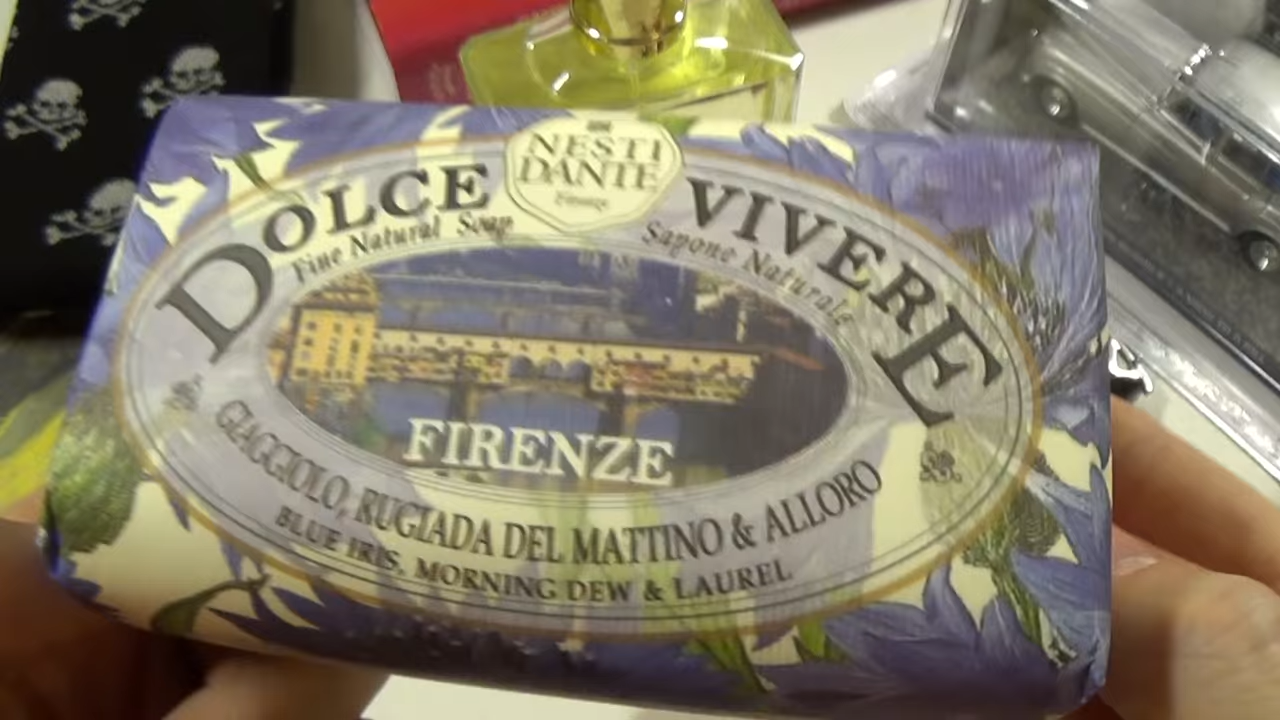 NESTI
DANTE
Firenze
DOLCE VIVERE
Fine Natural Soap
Sapone Naturale
FIRENZE
GIAGGIOLO, RUGIADA DEL MATTINO & ALLORO
BLUE IRIS, MORNING DEW & LAUREL